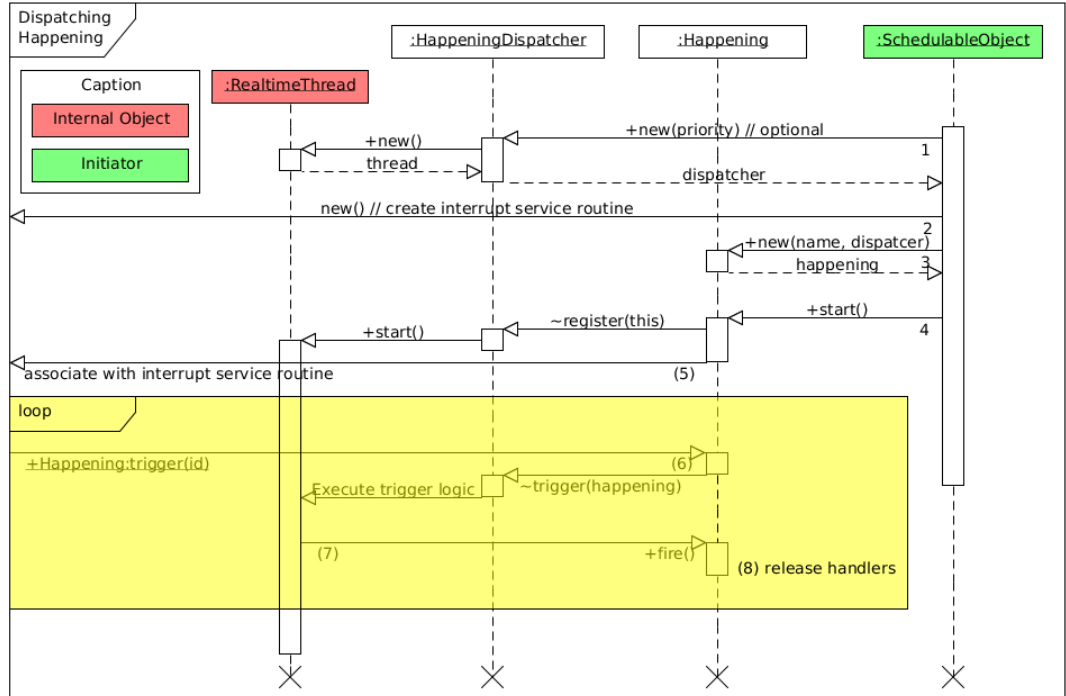 Dispatching
Happening
:HappeningDispatcher
:Happening
:SchedulableObject
Caption
:RealtimeThread
Internal Object
Initiator
+new(priority) // optional
1
+new()
thread
dispatcher
new() // create interrupt service routine
2
+new(name, dispatcer)
3
happening
+start()
~register(this)
+start()
4
associate with interrupt service routine
(5)
loop
+Happening:trigger(id)
(6)
Execute trigger logic
~trigger(happening)
(7)
+fire()
(8) release handlers